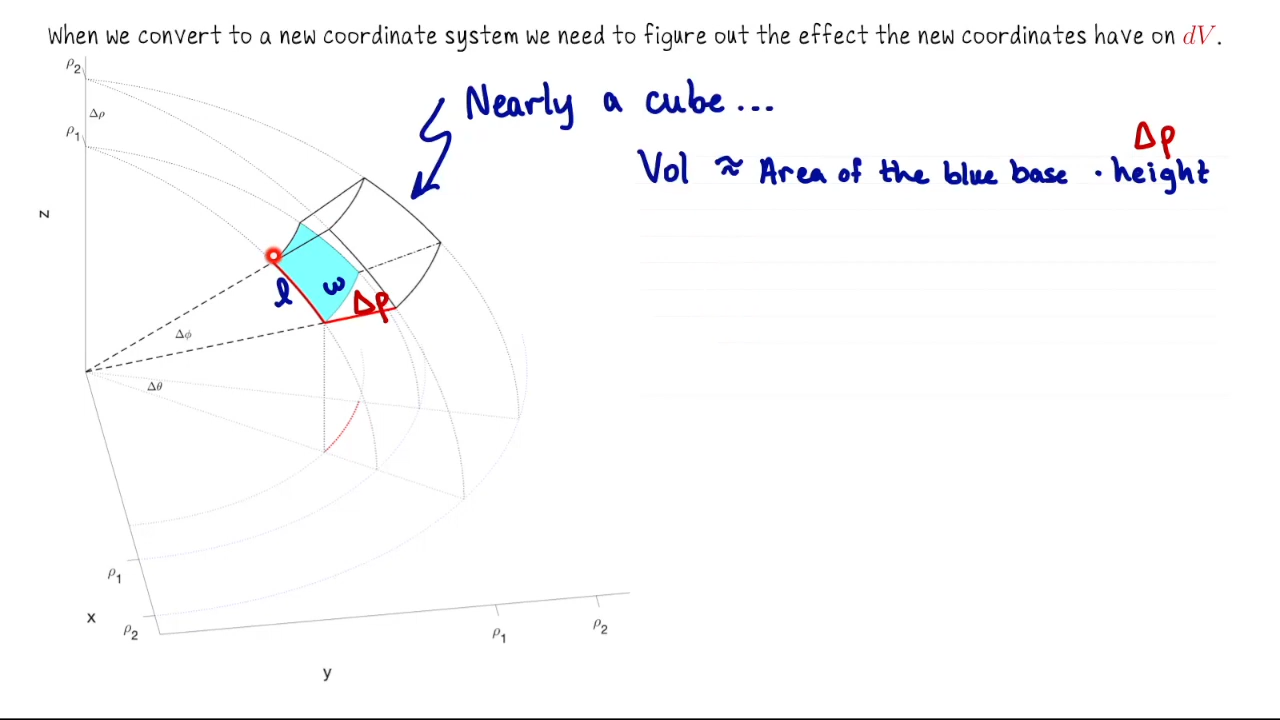 When we convert to a new coordinate system we need to figure out the effect the new coordinates have on dV.
ρ₂
Δρ
ρ₁
z
Nearly a cube...
Δρ
Vol ≈ Area of the blue base · height
l
w
Δρ
Δϕ
Δθ
ρ₁
x
ρ₂
ρ₁
ρ₂
y